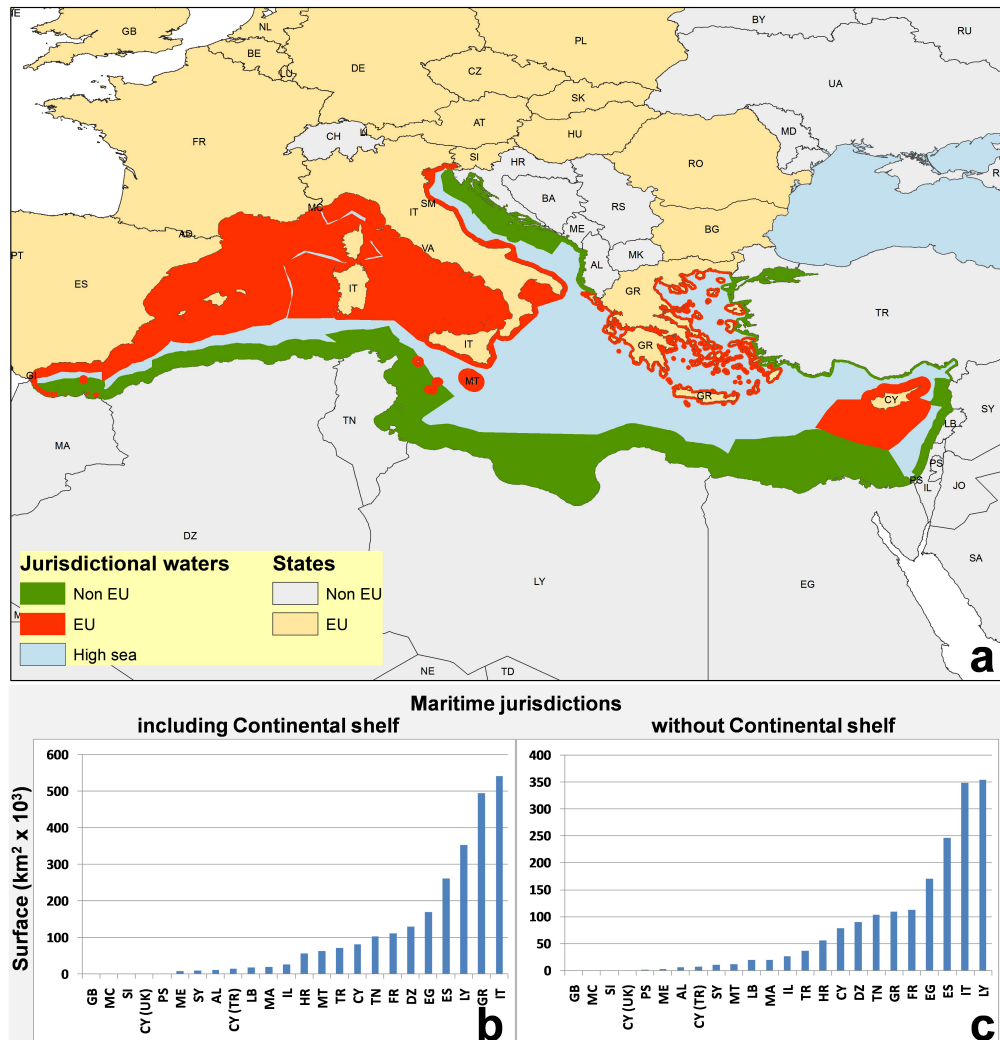 IE
GB
NL
BY
RU
PL
BE
LU
DE
CZ
UA
SK
FR
AT
MD
CH
HU
SI
HR
RO
R
MC
SM
IT
BA
RS
ME
BG
AD
VA
AL
MK
PT
ES
IT
GR
TR
IT
GR
GI
MT
GR
CY
MA
TN
LB
SY
PS
PS
IL
JO
DZ
LY
EG
SA
Jurisdictional waters States
Non EU Non EU
EU EU
High sea
M
NE
TD
a
Maritime jurisdictions
including Continental shelf
without Continental shelf
Surface (km² x 10³)
600
500
400
300
200
100
0
GB MC SI CY (UK) PS ME SY AL CY (TR) LB MA IL HR MT TR CY TN FR DZ EG ES LY GR IT
b
400
350
300
250
200
150
100
50
0
GB MC SI CY (UK) PS ME AL CY (TR) SY MT LB MA IL TR HR CY DZ TN GR FR EG ES IT LY
c